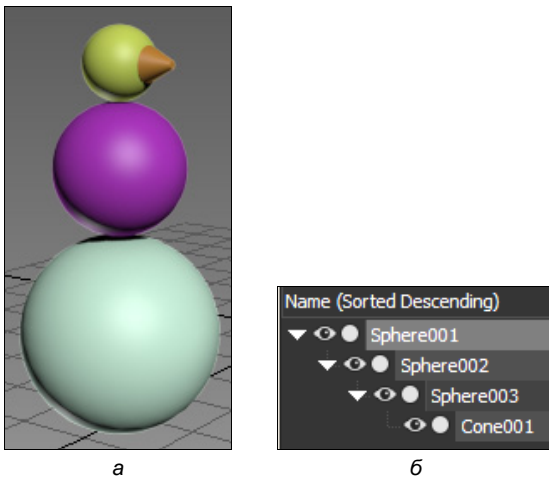 Name (Sorted Descending)
Sphere001
Sphere002
Sphere003
Cone001
а
б